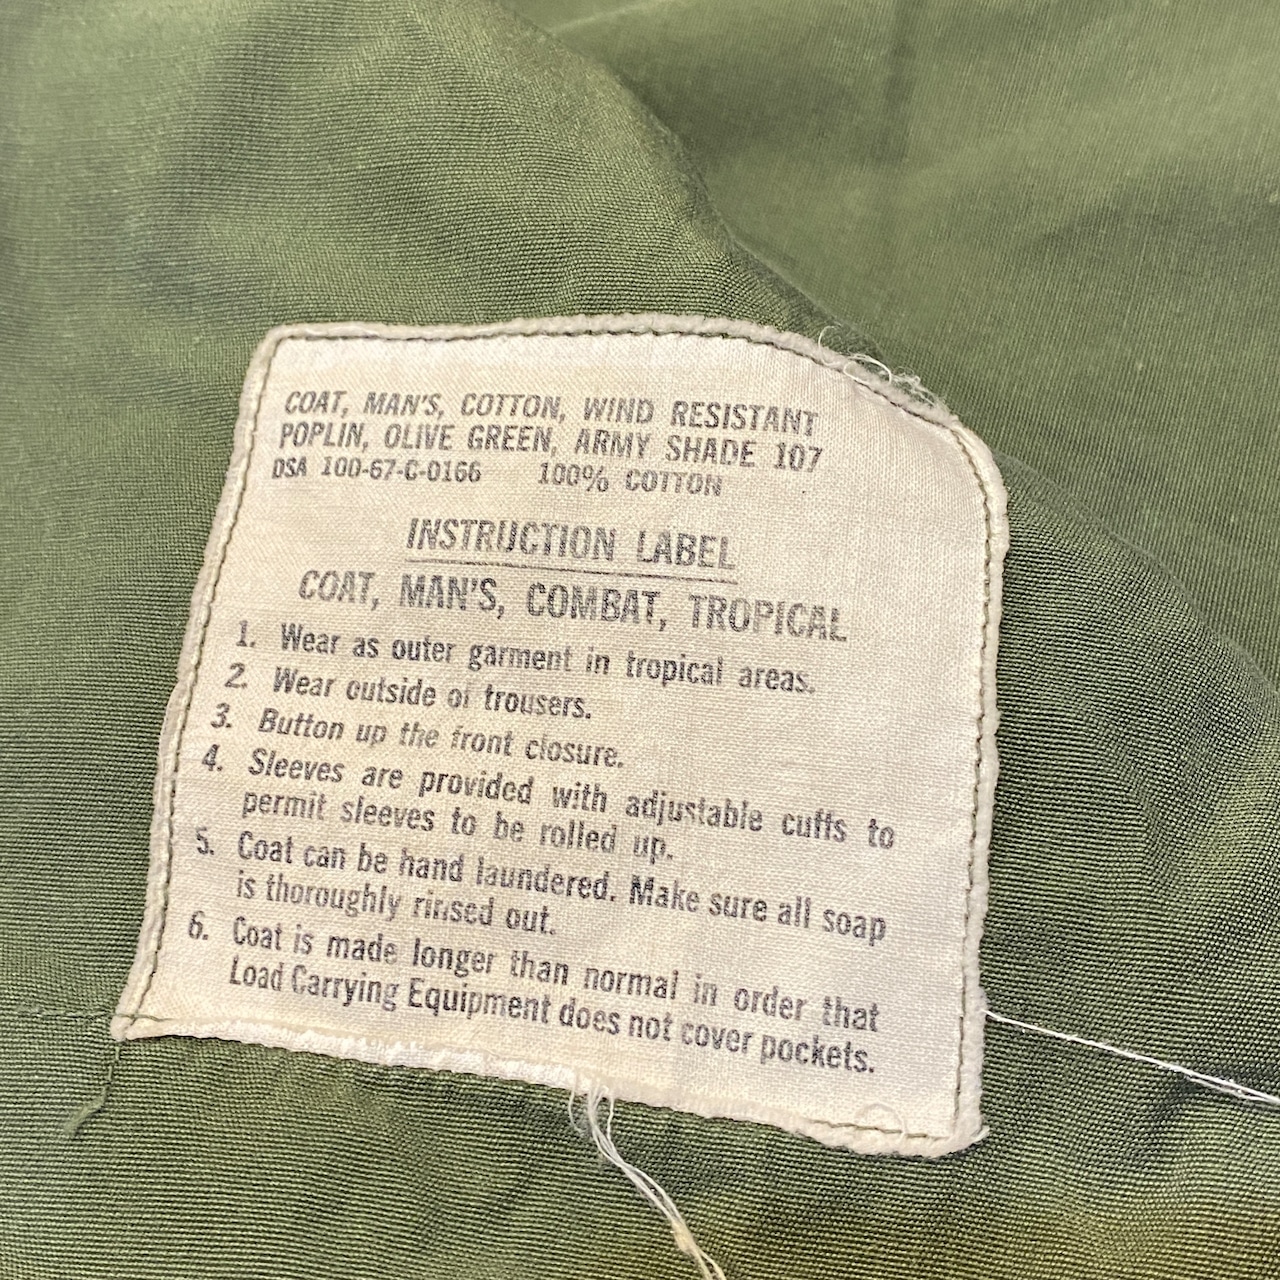 COAT, MAN'S, COTTON, WIND RESISTANT
POPLIN, OLIVE GREEN, ARMY SHADE 107
DSA 100-67-C-0166 100% COTTON
INSTRUCTION LABEL
COAT, MAN'S, COMBAT, TROPICAL
1. Wear as outer garment in tropical areas.
2. Wear outside of trousers.
3. Button up the front closure.
4. Sleeves are provided with adjustable cuffs to
permit sleeves to be rolled up.
5. Coat can be hand laundered. Make sure all soap
is thoroughly rinsed out.
6. Coat is made longer than normal in order that
Load Carrying Equipment does not cover pockets.